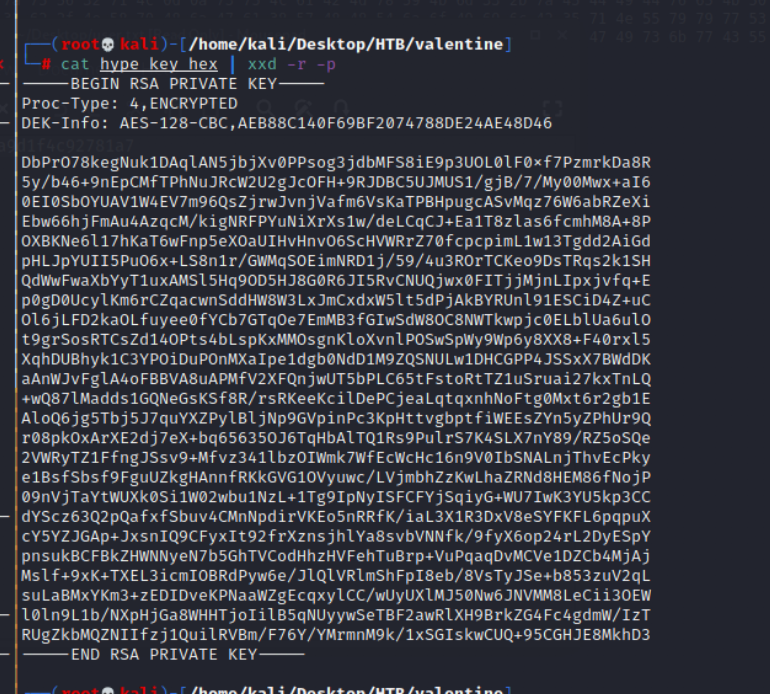 ┌──(root💀kali)-[/home/kali/Desktop/HTB/valentine]
└─# cat hype_key_hex | xxd -r -p
-----BEGIN RSA PRIVATE KEY-----
Proc-Type: 4,ENCRYPTED
DEK-Info: AES-128-CBC,AEB88C140F69BF2074788DE24AE48D46
DbPrO78kegNuk1DAqlAN5jbjXv0PPsog3jdbMFS8iE9p3UOL0lF0xf7PzmrkDa8R
5y/b46+9nEpCMfTPhNuJRcW2U2gJcOFH+9RJDBC5UJMUS1/gjB/7/My00Mwx+aI6
0EI0SbOYUAV1W4EV7m96QsZjrwJvnjVafm6VsKaTPBHpugcASvMqz76W6abRZeXi
Ebw66hjFmAu4AzqcM/kigNRFPYuNiXrXs1w/deLCqCJ+Ea1T8zlas6fcmhM8A+8P
OXBKNe6l17hKaT6wFnp5eXOaUIHvHnvO6ScHVWRrZ70fcpcpimL1w13Tgdd2AiGd
pHLJpYUII5PuO6x+LS8n1r/GWMqSOEimNRD1j/59/4u3ROrTCKeo9DsTRqs2k1SH
QdWwFwaXbYyT1uxAMSl5Hq9OD5HJ8G0R6JI5RvCNUQjwx0FITjjMjnLIpxjvfq+E
p0gD0UcylKm6rCZqacwnSddHW8W3LxJmCxdxW5lt5dPjAkBYRUnl91ESCiD4Z+uC
Ol6jLFD2kaOLfuyee0fYCb7GTqOe7EmMB3fGIwSdW8OC8NWTkwpjc0ELblUa6ulO
t9grSosRTCsZd14OPts4bLspKxMMOsgnKloXvnlPOSwSpWy9Wp6y8XX8+F40rxl5
XqhDUBhyk1C3YPOiDuPOnMXaIpe1dgb0NdD1M9ZQSNULw1DHCGPP4JSSxX7BWdDK
aAnWJvFglA4oFBBVA8uAPMfV2XFQnjwUT5bPLC65tFstoRtTZ1uSruai27kxTnLQ
+wQ87lMadds1GQNeGsKSf8R/rsRKeeKcilDePCjeaLqtqxnhNoFtg0Mxt6r2gb1E
AloQ6jg5Tbj5J7quYXZPylBljNp9GVpinPc3KpHttvgbptfiWEEsZYn5yZPhUr9Q
r08pkOxArXE2dj7eX+bq65635OJ6TqHbAlTQ1Rs9PulrS7K4SLX7nY89/RZ5oSQe
2VWRyTZ1FfngJSsv9+Mfvz341lbzOIWmk7WfEcWcHc16n9V0IbSNALnjThvEcPky
e1BsfSbsf9FguUZkgHAnnfRKkGVG1OVyuwc/LVjmbhZzKwLhaZRNd8HEM86fNojP
09nVjTaYtWUXk0Si1W02wbu1NzL+1Tg9IpNyISFCFYjSqiyG+WU7IwK3YU5kp3CC
dYScz63Q2pQafxfSbuv4CMnNpdirVKEo5nRRfK/iaL3X1R3DxV8eSYFKFL6pqpuX
cY5YZJGAp+JxsnIQ9CFyxIt92frXznsjhlYa8svbVNNfk/9fyX6op24rL2DyESpY
pnsukBCFBkZHWNNyeN7b5GhTVCodHhzHVFehTuBrp+VuPqaqDvMCVe1DZCb4MjAj
Mslf+9xK+TXEL3icmIOBRdPyw6e/JlQlVRlmShFpI8eb/8VsTyJSe+b853zuV2qL
suLaBMxYKm3+zEDIDveKPNaaWZgEcqxylCC/wUyUXlMJ50Nw6JNVMM8LeCii3OEW
l0ln9L1b/NXpHjGa8WHHTjoIilB5qNUyywSeTBF2awRlXH9BrkZG4Fc4gdmW/IzT
RUgZkbMQZNIIfzj1QuilRVBm/F76Y/YMrmnM9k/1xSGIskwCUQ+95CGHJE8MkhD3
-----END RSA PRIVATE KEY-----